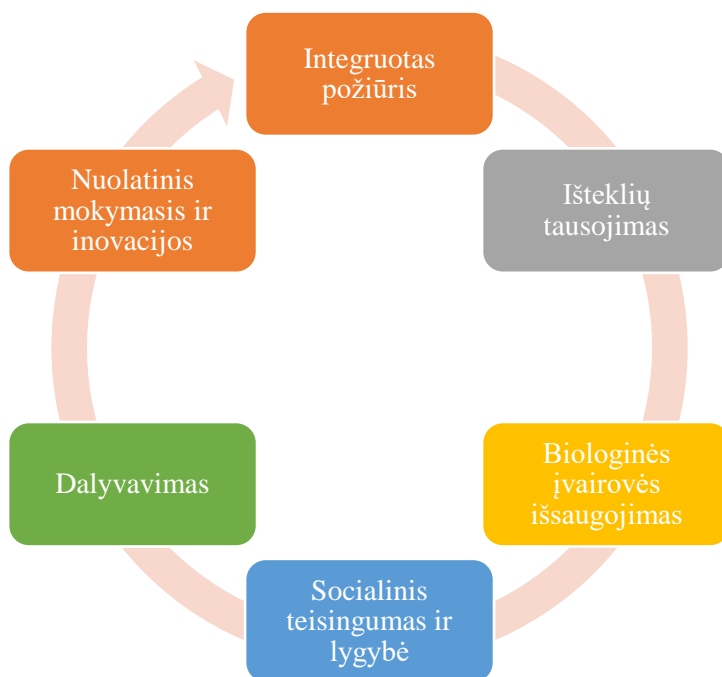 Integruotas
požiūris
Išteklių
tausojimas
Biologinės
įvairovės
išsaugojimas
Socialinis
teisingumas ir
lygybė
Dalyvavimas
Nuolatinis
mokymasis ir
inovacijos